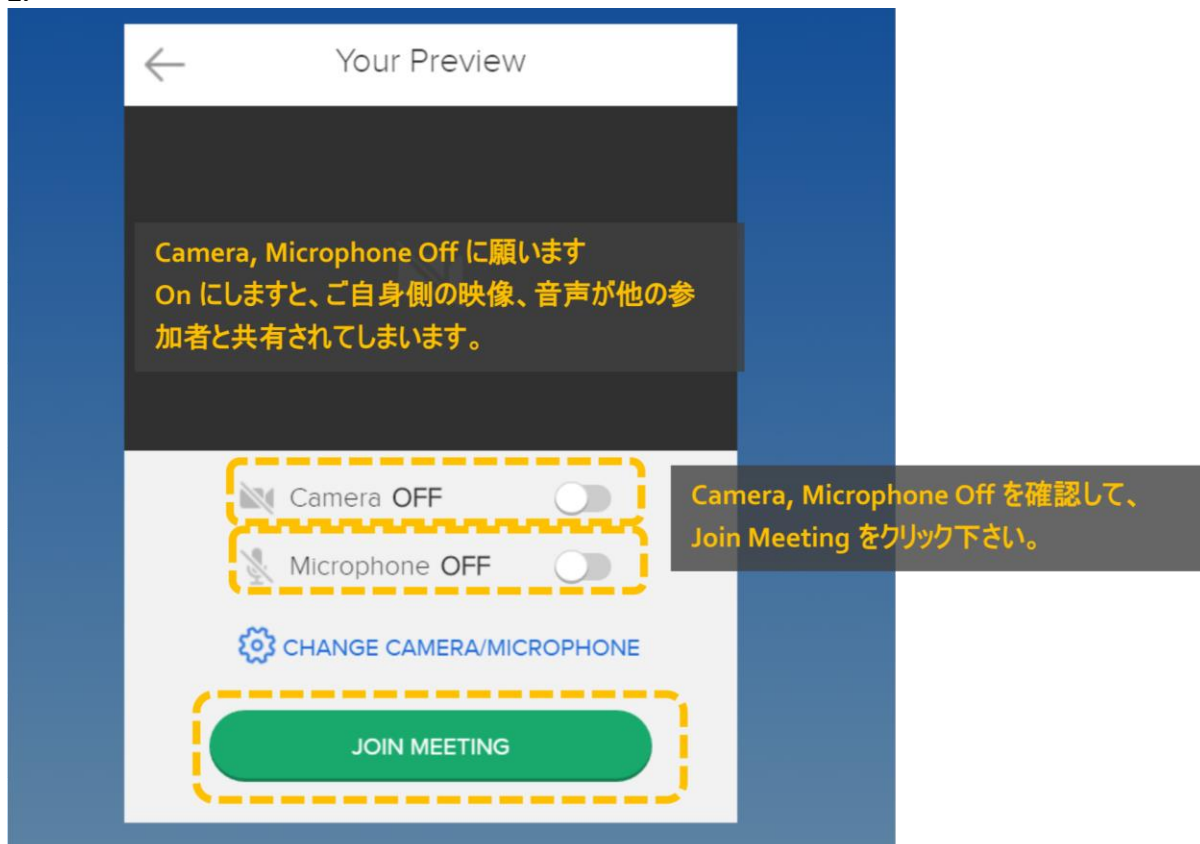 Your Preview
Camera, Microphone Off に願います
On にしますと、ご自身側の映像、音声が他の参
加者と共有されてしまいます。
Camera OFF
Microphone OFF
Camera, Microphone Off を確認して、
Join Meeting をクリック下さい。
CHANGE CAMERA/MICROPHONE
JOIN MEETING